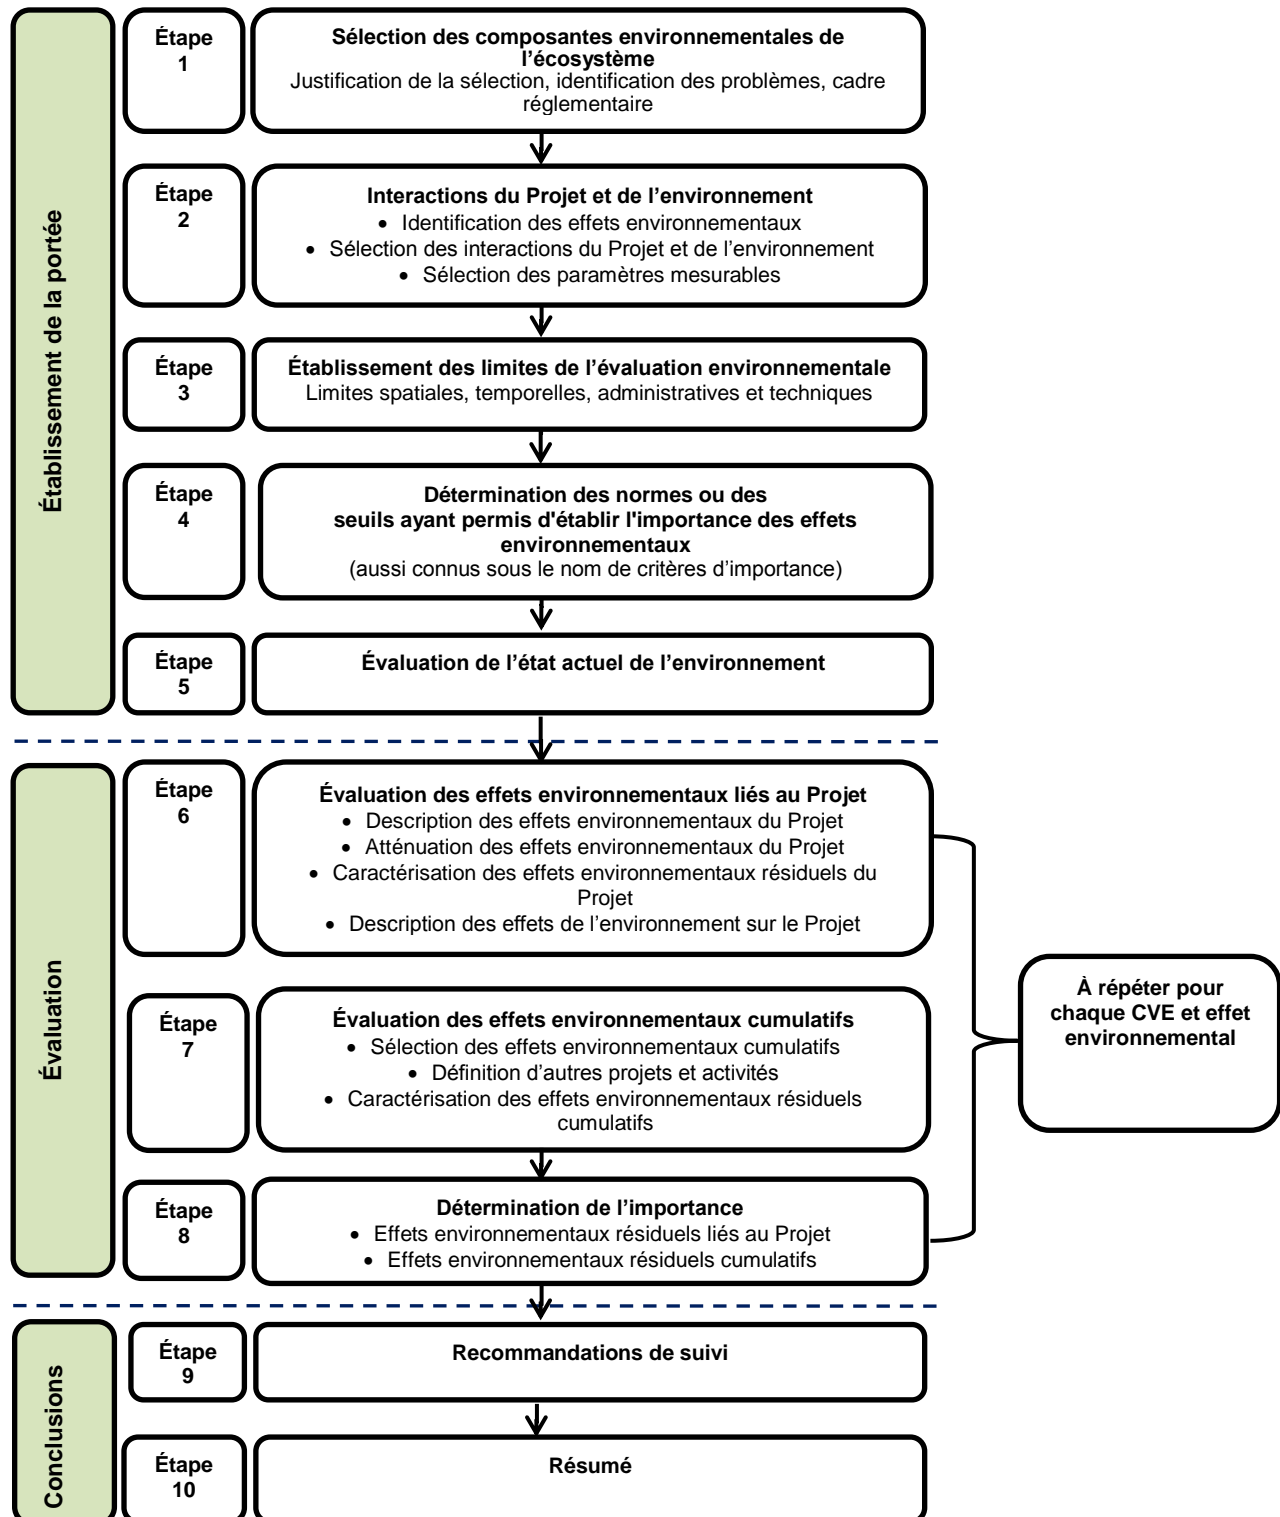 Établissement de la portée
Étape
1
Sélection des composantes environnementales de
l’écosystème
Justification de la sélection, identification des problèmes, cadre
réglementaire
Étape
2
Interactions du Projet et de l’environnement
• Identification des effets environnementaux
• Sélection des interactions du Projet et de l’environnement
• Sélection des paramètres mesurables
Étape
3
Établissement des limites de l’évaluation environnementale
Limites spatiales, temporelles, administratives et techniques
Étape
4
Détermination des normes ou des
seuils ayant permis d'établir l'importance des effets
environnementaux
(aussi connus sous le nom de critères d’importance)
Étape
5
Évaluation de l’état actuel de l’environnement
Évaluation
Étape
6
Évaluation des effets environnementaux liés au Projet
• Description des effets environnementaux du Projet
• Atténuation des effets environnementaux du Projet
• Caractérisation des effets environnementaux résiduels du
Projet
• Description des effets de l’environnement sur le Projet
Étape
7
Évaluation des effets environnementaux cumulatifs
• Sélection des effets environnementaux cumulatifs
• Définition d’autres projets et activités
• Caractérisation des effets environnementaux résiduels
cumulatifs
Étape
8
Détermination de l’importance
• Effets environnementaux résiduels liés au Projet
• Effets environnementaux résiduels cumulatifs
À répéter pour
chaque CVE et effet
environnemental
Conclusions
Étape
9
Recommandations de suivi
Étape
10
Résumé